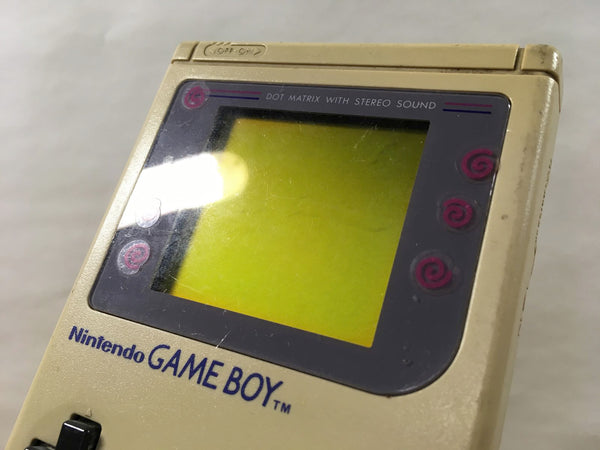 OFF•ON
DOT MATRIX WITH STEREO SOUND
Nintendo GAME BOY™